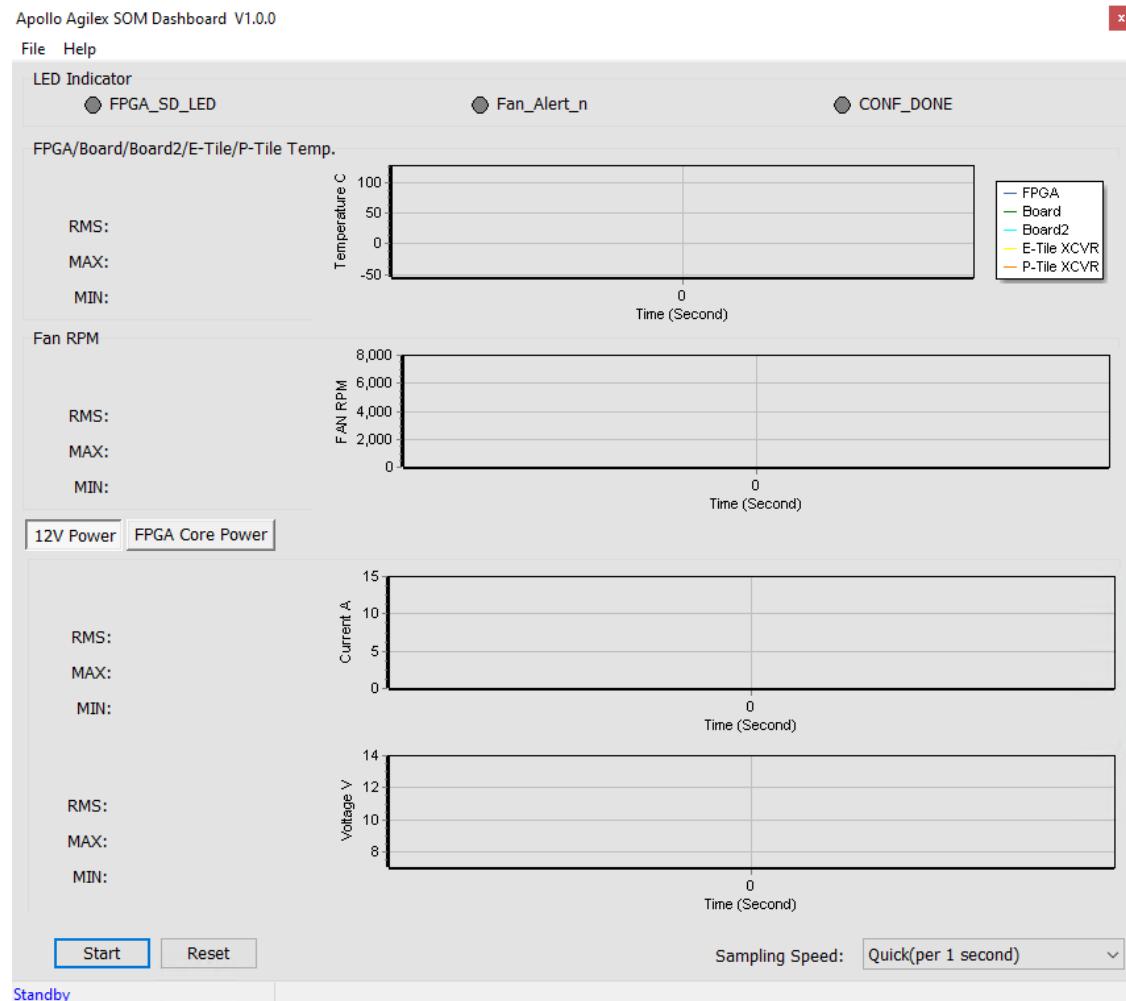 Apollo Agilex SOM Dashboard V1.0.0
x
File Help
LED Indicator
FPGA_SD_LED Fan_Alert_n CONF_DONE
FPGA/Board/Board2/E-Tile/P-Tile Temp.
RMS:
MAX:
MIN:
Temperature C
100
50
0
-50
0
Time (Second)
FPGA
Board
Board2
E-Tile XCVR
P-Tile XCVR
Fan RPM
RMS:
MAX:
MIN:
FAN RPM
8,000
6,000
4,000
2,000
0
0
Time (Second)
12V Power FPGA Core Power
RMS:
MAX:
MIN:
Current A
15
10
5
0
0
Time (Second)
RMS:
MAX:
MIN:
Voltage V
14
12
10
8
0
Time (Second)
Start Reset Sampling Speed: Quick(per 1 second)
Standby